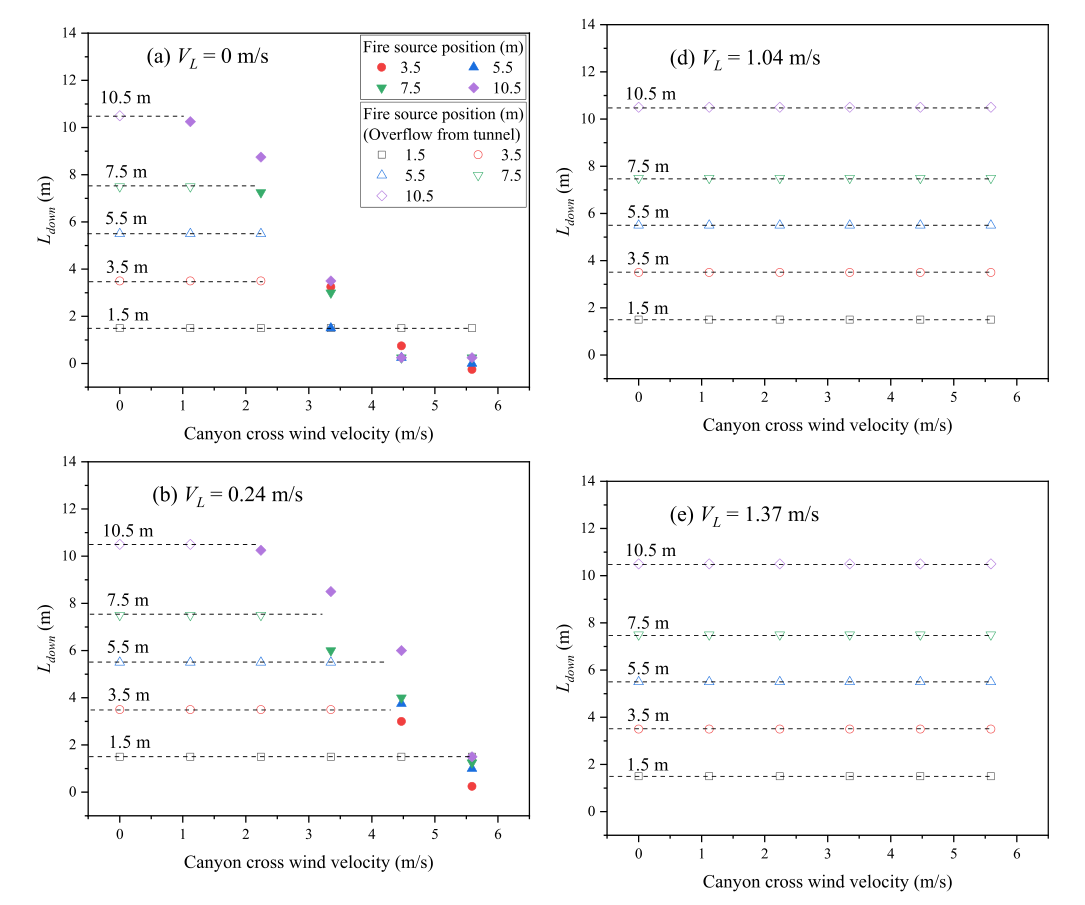 (a) V_L = 0 m/s
Fire source position (m)
3.5 5.5
7.5 10.5
Fire source position (m)
(Overflow from tunnel)
1.5 3.5
5.5 7.5
10.5
10.5 m
7.5 m
5.5 m
3.5 m
1.5 m
14
12
10
8
6
4
2
0
L_down (m)
0 1 2 3 4 5 6
Canyon cross wind velocity (m/s)
(d) V_L = 1.04 m/s
10.5 m
7.5 m
5.5 m
3.5 m
1.5 m
14
12
10
8
6
4
2
0
L_down (m)
0 1 2 3 4 5 6
Canyon cross wind velocity (m/s)
(b) V_L = 0.24 m/s
10.5 m
7.5 m
5.5 m
3.5 m
1.5 m
14
12
10
8
6
4
2
0
L_down (m)
0 1 2 3 4 5 6
Canyon cross wind velocity (m/s)
(e) V_L = 1.37 m/s
10.5 m
7.5 m
5.5 m
3.5 m
1.5 m
14
12
10
8
6
4
2
0
L_down (m)
0 1 2 3 4 5 6
Canyon cross wind velocity (m/s)